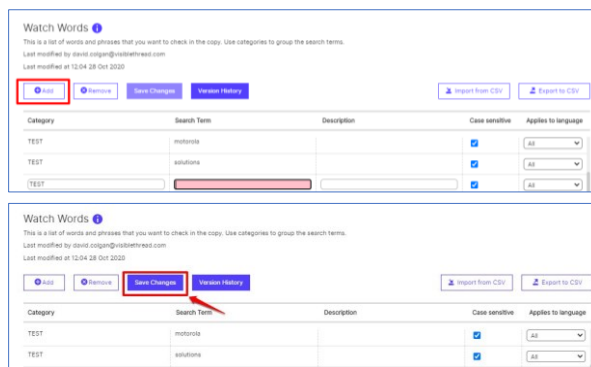 Watch Words
This is a list of words and phrases that you want to check in the copy. Use categories to group the search terms.
Last modified by david.colgan@visiblethread.com
Last modified at 12:04 28 Oct 2020
Add Remove Save Changes Version History Import from CSV Export to CSV
Category Search Term Description Case sensitive Applies to language
TEST motorola All
TEST solutions All
TEST All
Watch Words
This is a list of words and phrases that you want to check in the copy. Use categories to group the search terms.
Last modified by david.colgan@visiblethread.com
Last modified at 12:04 28 Oct 2020
Add Remove Save Changes Version History Import from CSV Export to CSV
Category Search Term Description Case sensitive Applies to language
TEST motorola All
TEST solutions All